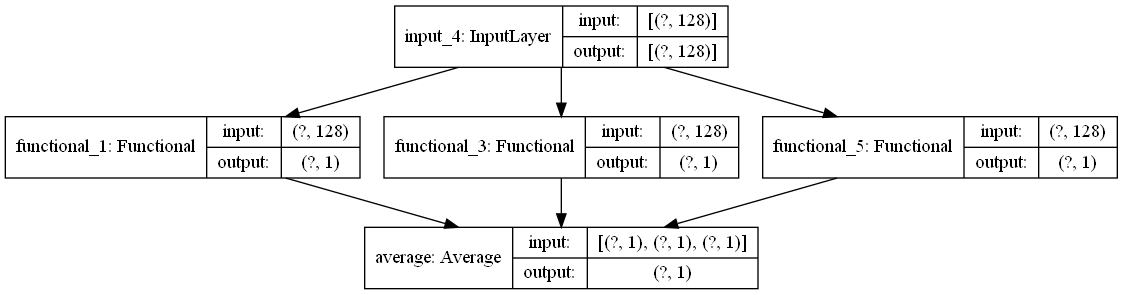 input_4: InputLayer
input: [(?, 128)]
output: [(?, 128)]
functional_1: Functional
input: (?, 128)
output: (?, 1)
functional_3: Functional
input: (?, 128)
output: (?, 1)
functional_5: Functional
input: (?, 128)
output: (?, 1)
average: Average
input: [(?, 1), (?, 1), (?, 1)]
output: (?, 1)